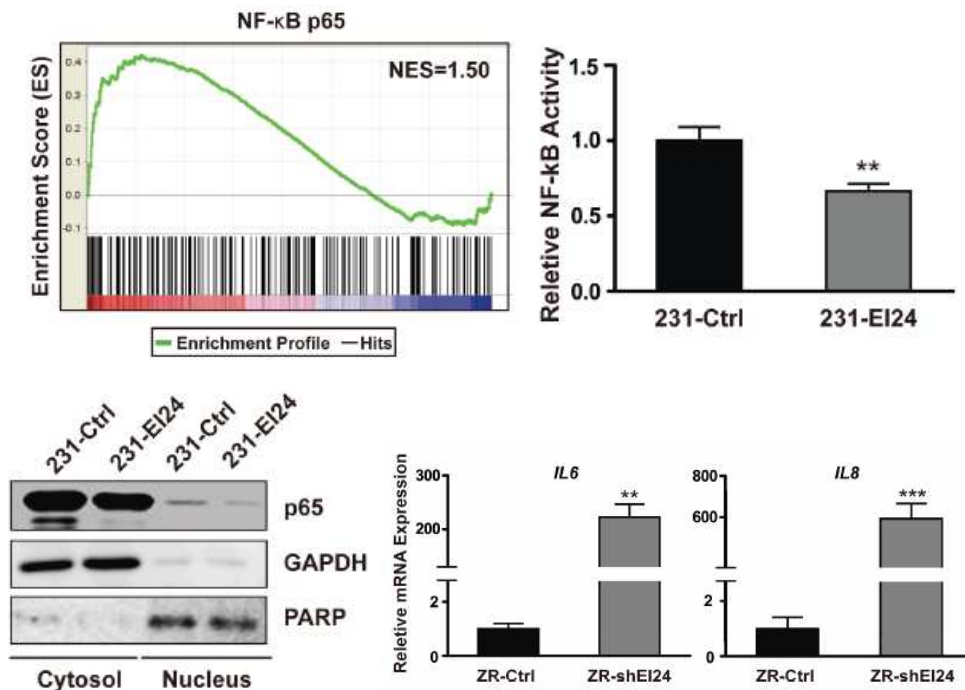 NF-κB p65
Enrichment Score (ES)
0.4
0.3
0.2
0.1
0.0
-0.1
NES=1.50
Enrichment Profile
Hits
Reletive NF-kB Activity
1.5
1.0
0.5
0.0
**
231-Ctrl
231-EI24
231-Ctrl
231-EI24
231-Ctrl
231-EI24
p65
GAPDH
PARP
Cytosol
Nucleus
Reletive mRNA Expression
IL6
300
200
2
1
0
**
ZR-Ctrl
ZR-shEI24
IL8
800
600
2
1
0
***
ZR-Ctrl
ZR-shEI24